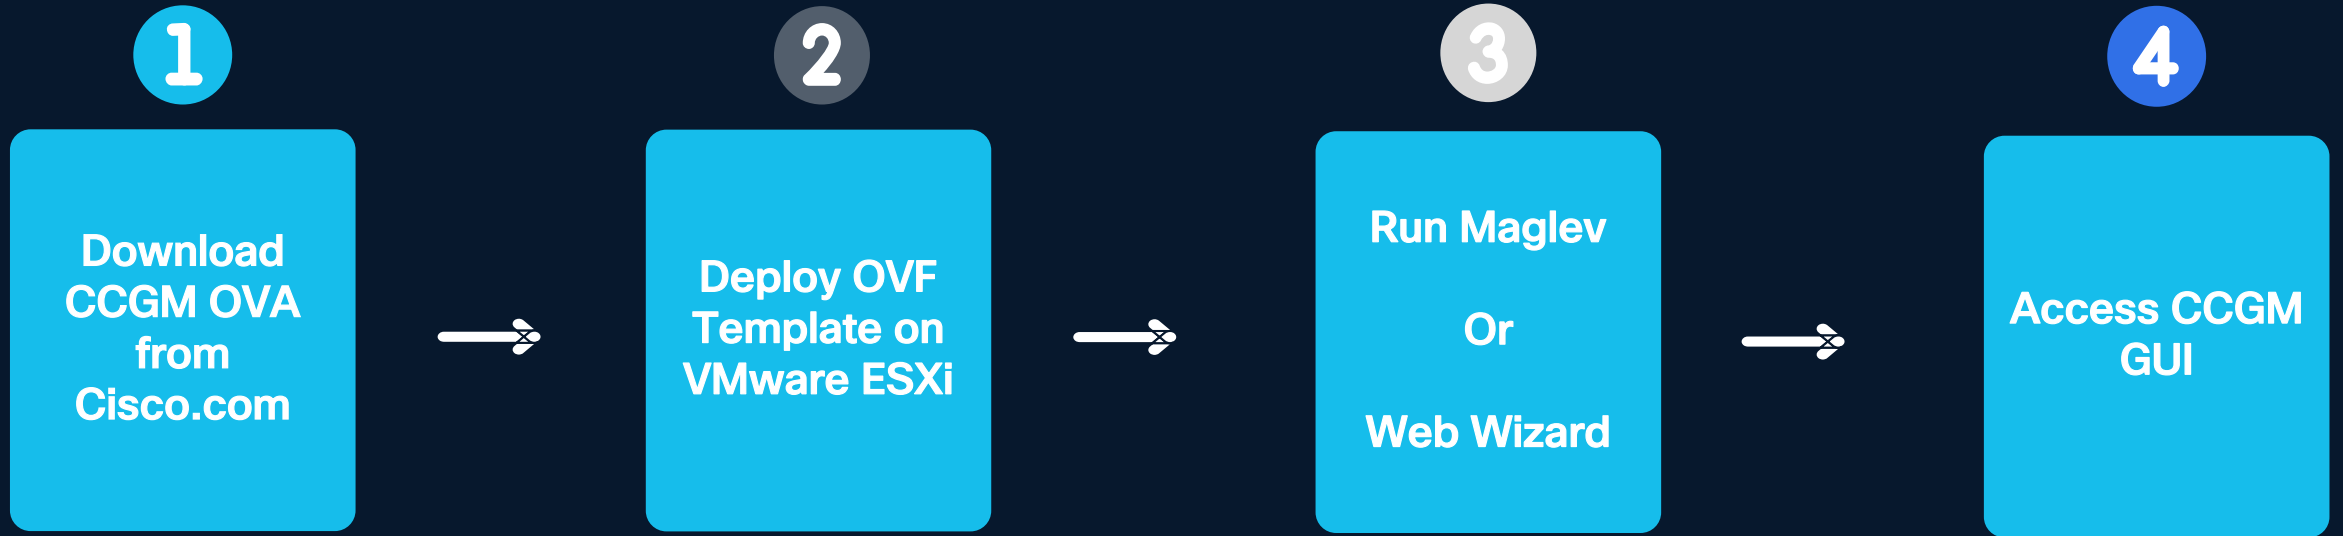 1
Download
CCGM OVA
from
Cisco.com
2
Deploy OVF
Template on
VMware ESXi
3
Run Maglev
Or
Web Wizard
4
Access CCGM
GUI